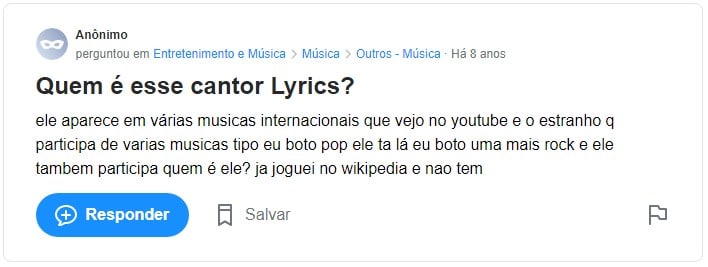 Anônimo
perguntou em Entretenimento e Música > Música > Outros - Música · Há 8 anos
Quem é esse cantor Lyrics?
ele aparece em várias musicas internacionais que vejo no youtube e o estranho q
participa de varias musicas tipo eu boto pop ele ta lá eu boto uma mais rock e ele
tambem participa quem é ele? ja joguei no wikipedia e nao tem
Responder Salvar